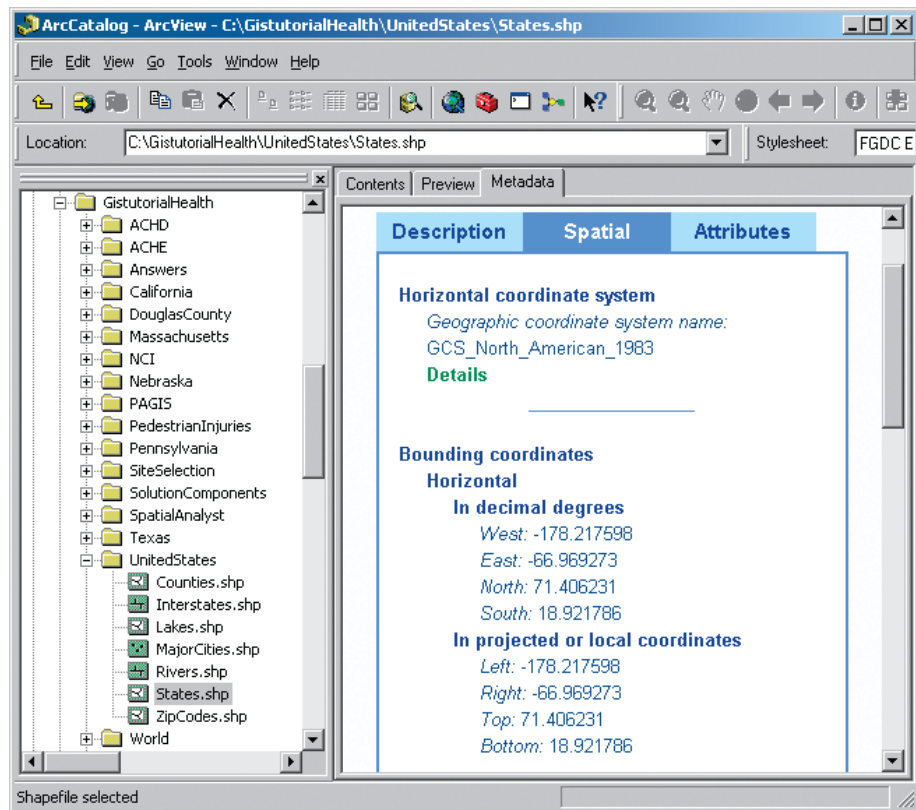 ArcCatalog - ArcView - C:\GistutorialHealth\UnitedStates\States.shp
File Edit View Go Tools Window Help
Location: C:\GistutorialHealth\UnitedStates\States.shp Stylesheet: FGDC E
GistutorialHealth
ACHD
ACHE
Answers
California
DouglasCounty
Massachusetts
NCI
Nebraska
PAGIS
PedestrianInjuries
Pennsylvania
SiteSelection
SolutionComponents
SpatialAnalyst
Texas
UnitedStates
Counties.shp
Interstates.shp
Lakes.shp
MajorCities.shp
Rivers.shp
States.shp
ZipCodes.shp
World
Contents Preview Metadata
Description Spatial Attributes
Horizontal coordinate system
Geographic coordinate system name:
GCS_North_American_1983
Details
Bounding coordinates
Horizontal
In decimal degrees
West: -178.217598
East: -66.969273
North: 71.406231
South: 18.921786
In projected or local coordinates
Left: -178.217598
Right: -66.969273
Top: 71.406231
Bottom: 18.921786
Shapefile selected